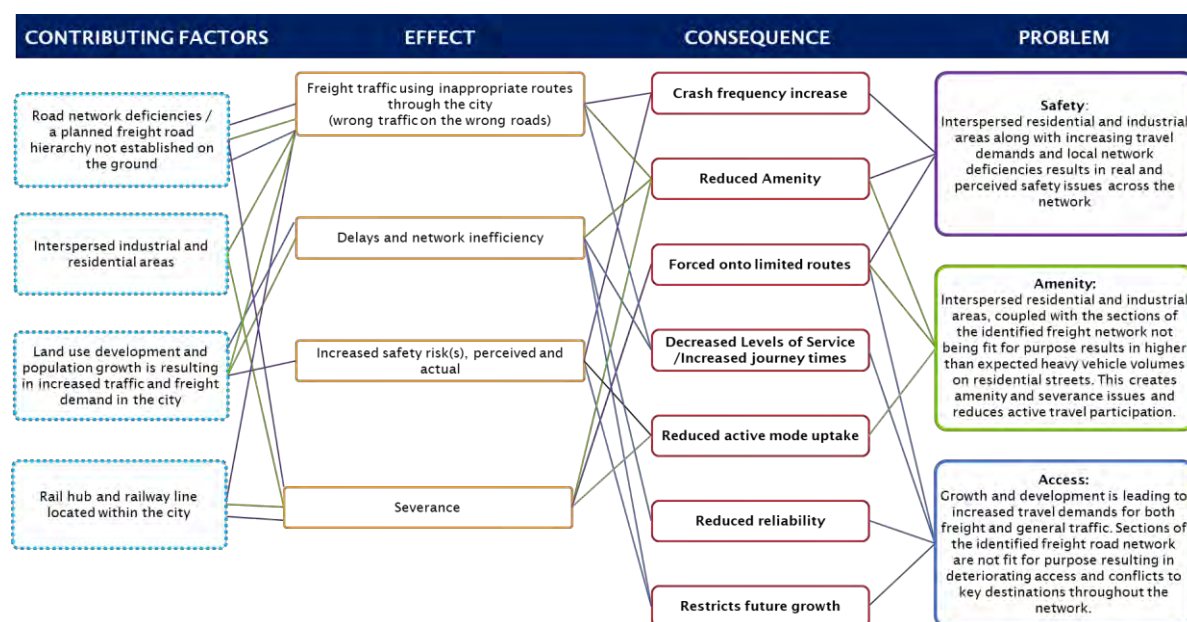 CONTRIBUTING FACTORS
EFFECT
CONSEQUENCE
PROBLEM
Road network deficiencies /
a planned freight road
hierarchy not established on
the ground
Interspersed industrial and
residential areas
Land use development and
population growth is resulting
in increased traffic and freight
demand in the city
Rail hub and railway line
located within the city
Freight traffic using inappropriate routes
through the city
(wrong traffic on the wrong roads)
Delays and network inefficiency
Increased safety risk(s), perceived and
actual
Severance
Crash frequency increase
Reduced Amenity
Forced onto limited routes
Decreased Levels of Service
/Increased journey times
Reduced active mode uptake
Reduced reliability
Restricts future growth
Safety:
Interspersed residential and industrial
areas along with increasing travel
demands and local network
deficiencies results in real and
perceived safety issues across the
network
Amenity:
Interspersed residential and industrial
areas, coupled with the sections of
the identified freight network not
being fit for purpose results in higher
than expected heavy vehicle volumes
on residential streets. This creates
amenity and severance issues and
reduces active travel participation.
Access:
Growth and development is leading to
increased travel demands for both
freight and general traffic. Sections of
the identified freight road network
are not fit for purpose resulting in
deteriorating access and conflicts to
key destinations throughout the
network.